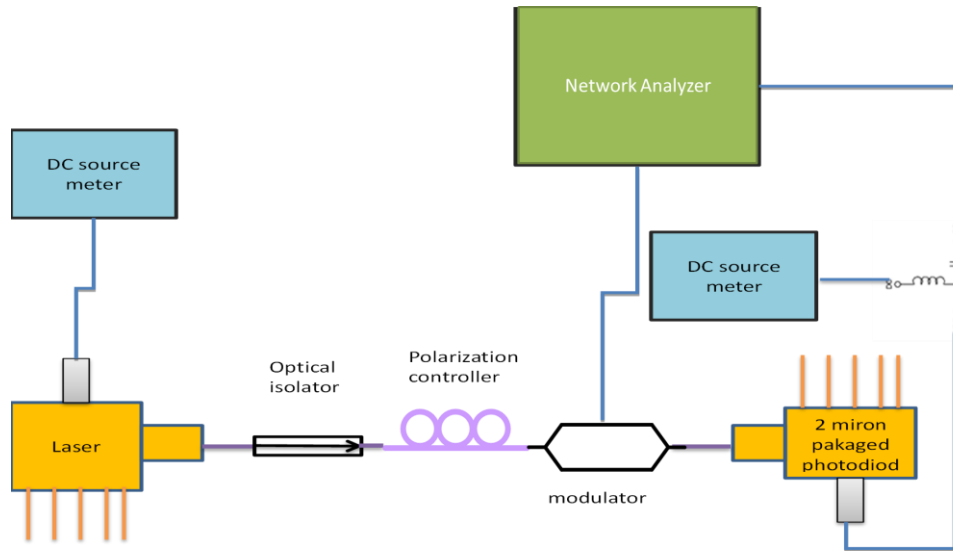 Network Analyzer
DC source
meter
DC source
meter
Optical
isolator
Polarization
controller
Laser
modulator
2 miron
pakaged
photodiod